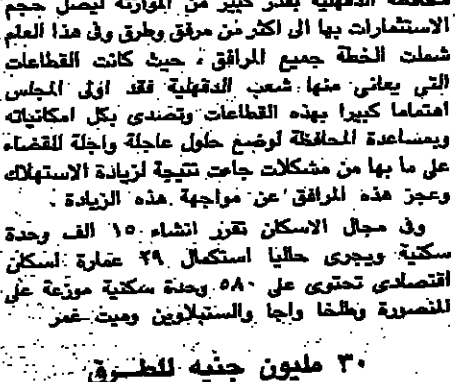 محافظة الدقهلية بقدر كبير من الموازنة ليصل حجم
الاستثمارات بها الى اكثر من مرفق وطرق وفى هذا العام
شملت الخطة جميع المرافق ، حيث كانت القطاعات
التي يعانى منها شعب الدقهلية فقد اولى المجلس
اهتماما كبيرا بهذه القطاعات وتصدى بكل امكانياته
وبمساعدة المحافظة لوضع حلول عاجلة واجلة للقضاء
على ما بها من مشكلات جاءت نتيجة لزيادة الاستهلاك
وعجز هذه المرافق عن مواجهة هذه الزيادة .
وفى مجال الاسكان تقرر انشاء ١٥ الف وحدة
سكنية ويجرى حاليا استكمال ٢٩ عمارة اسكان
اقتصادى تحتوى على ٥٨٠ وحدة سكنية موزعة على
المنصورة وطلخا واجا والسنبلاوين وميت غمر
٣٠ مليون جنيه للطرق